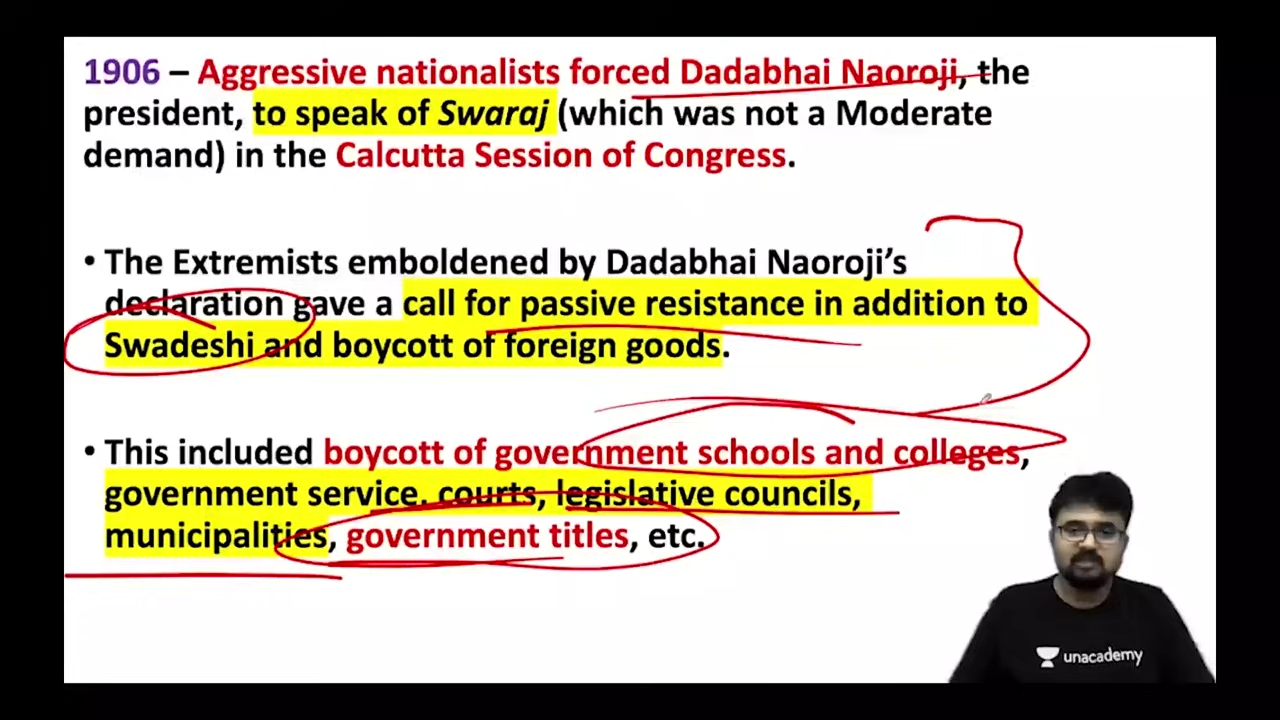 1906 – Aggressive nationalists forced Dadabhai Naoroji, the
president, to speak of Swaraj (which was not a Moderate
demand) in the Calcutta Session of Congress.
• The Extremists emboldened by Dadabhai Naoroji’s
declaration gave a call for passive resistance in addition to
Swadeshi and boycott of foreign goods.
• This included boycott of government schools and colleges,
government service, courts, legislative councils,
municipalities, government titles, etc.
unacademy